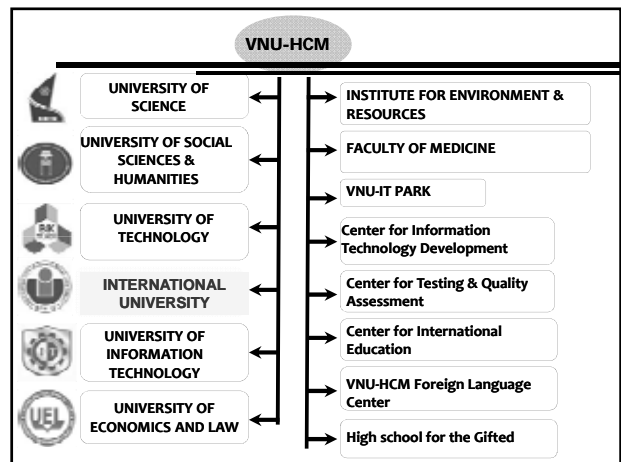 VNU-HCM
UNIVERSITY OF
SCIENCE
UNIVERSITY OF SOCIAL
SCIENCES &
HUMANITIES
UNIVERSITY OF
TECHNOLOGY
INTERNATIONAL
UNIVERSITY
UNIVERSITY OF
INFORMATION
TECHNOLOGY
UEL
UNIVERSITY OF
ECONOMICS AND LAW
INSTITUTE FOR ENVIRONMENT &
RESOURCES
FACULTY OF MEDICINE
VNU-IT PARK
Center for Information
Technology Development
Center for Testing & Quality
Assessment
Center for International
Education
VNU-HCM Foreign Language
Center
High school for the Gifted